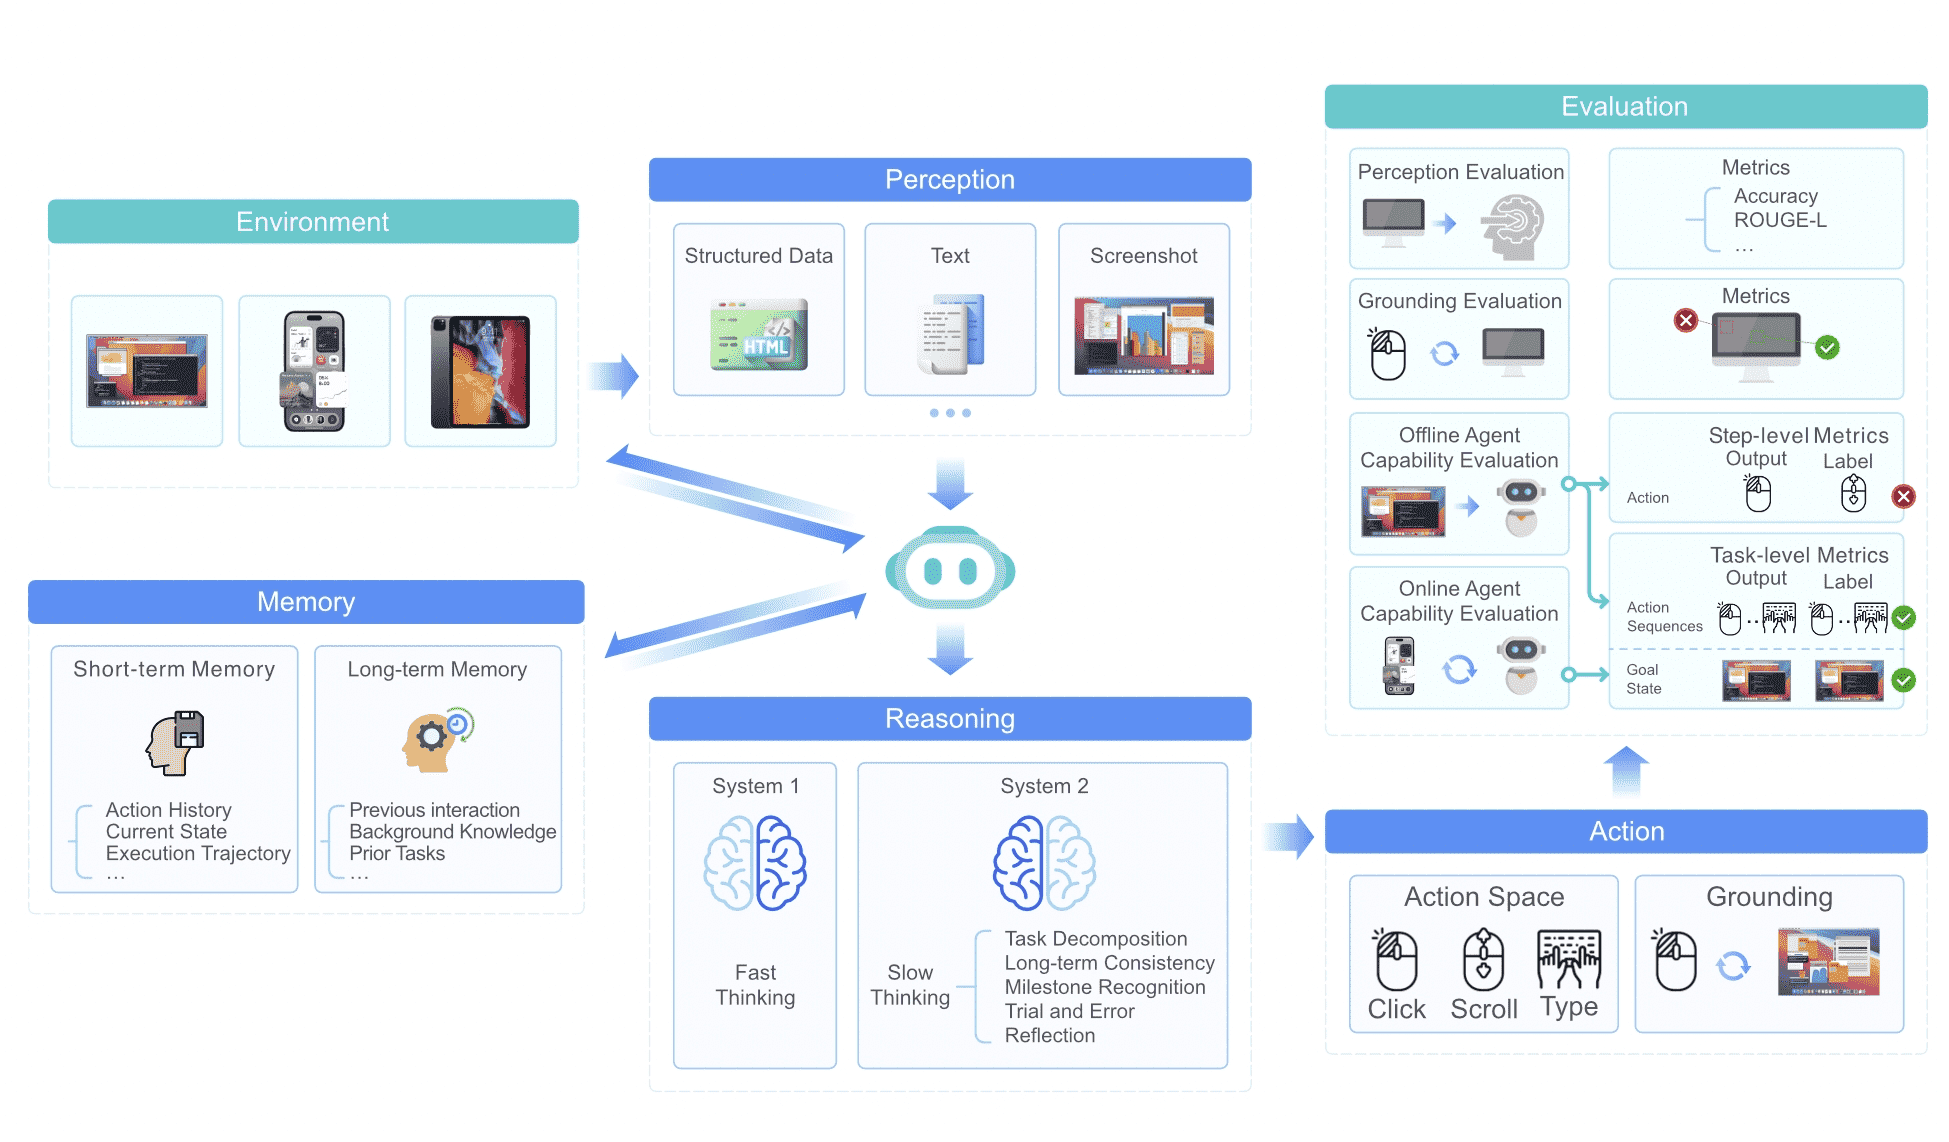 Environment
Memory
Short-term Memory
Action History
Current State
Execution Trajectory
...
Long-term Memory
Previous interaction
Background Knowledge
Prior Tasks
...
Perception
Structured Data
HTML
Text
Screenshot
Reasoning
System 1
Fast
Thinking
System 2
Slow
Thinking
Task Decomposition
Long-term Consistency
Milestone Recognition
Trial and Error
Reflection
Evaluation
Perception Evaluation
Metrics
Accuracy
ROUGE-L
...
Grounding Evaluation
Metrics
Offline Agent
Capability Evaluation
Step-level Metrics
Output Label
Action
Online Agent
Capability Evaluation
Task-level Metrics
Output Label
Action
Sequences
Goal
State
Action
Action Space
Click
Scroll
Type
Grounding